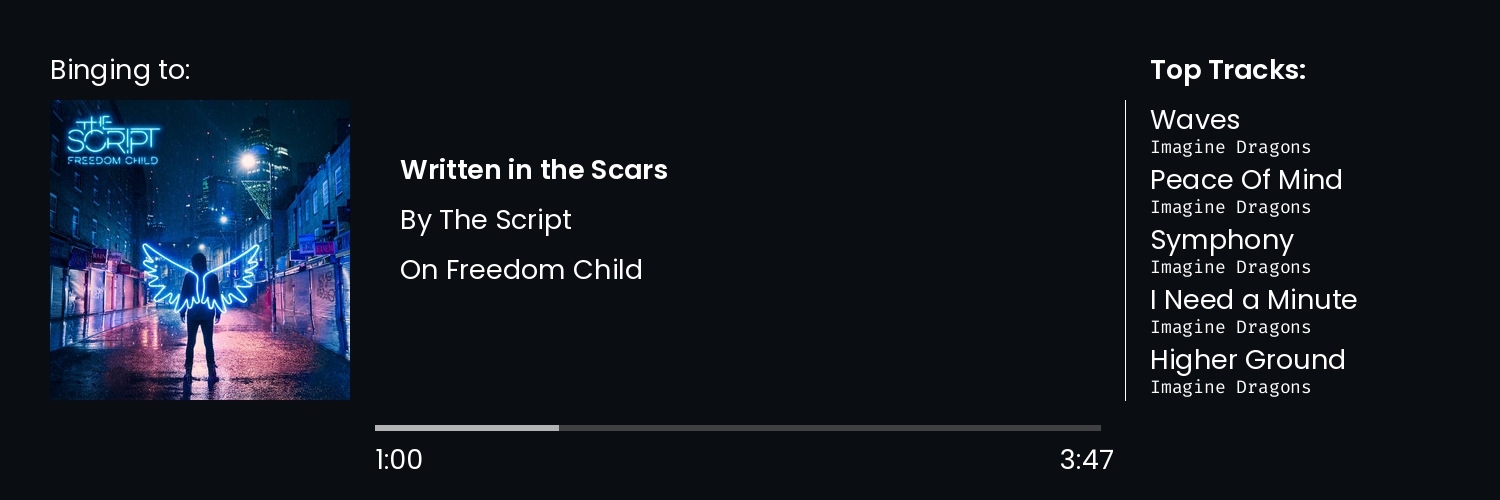 Binging to:
THE
SCRIPT
FREEDOM CHILD
Written in the Scars
By The Script
On Freedom Child
1:00
3:47
Top Tracks:
Waves
Imagine Dragons
Peace Of Mind
Imagine Dragons
Symphony
Imagine Dragons
I Need a Minute
Imagine Dragons
Higher Ground
Imagine Dragons